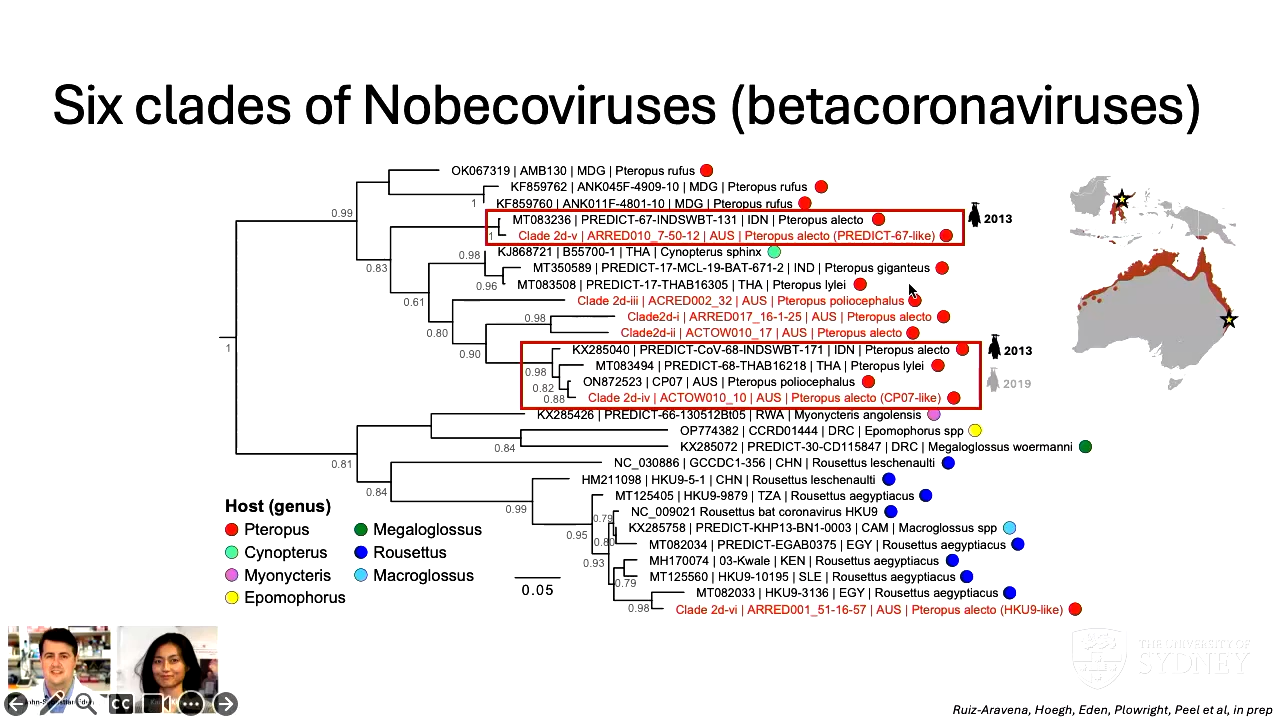 Six clades of Nobecoviruses (betacoronaviruses)
OK067319 | AMB130 | MDG | Pteropus rufus
KF859762 | ANK045F-4909-10 | MDG | Pteropus rufus
KF859760 | ANK011F-4801-10 | MDG | Pteropus rufus
MT083236 | PREDICT-67-INDSWBT-131 | IDN | Pteropus alecto
2013
Clade 2d-v | ARRED010_7-50-12 | AUS | Pteropus alecto (PREDICT-67-like)
KJ868721 | B55700-1 | THA | Cynopterus sphinx
MT350589 | PREDICT-17-MCL-19-BAT-671-2 | IND | Pteropus giganteus
MT083508 | PREDICT-17-THAB16305 | THA | Pteropus lylei
Clade 2d-iii | ACRED002_32 | AUS | Pteropus poliocephalus
Clade2d-i | ARRED017_16-1-25 | AUS | Pteropus alecto
Clade2d-ii | ACTOW010_17 | AUS | Pteropus alecto
KX285040 | PREDICT-CoV-68-INDSWBT-171 | IDN | Pteropus alecto
2013
MT083494 | PREDICT-68-THAB16218 | THA | Pteropus lylei
ON872523 | CP07 | AUS | Pteropus poliocephalus
2019
Clade 2d-iv | ACTOW010_10 | AUS | Pteropus alecto (CP07-like)
KX285426 | PREDICT-66-130512Bt05 | RWA | Myonycteris angolensis
OP774382 | CCRD01444 | DRC | Epomophorus spp
KX285072 | PREDICT-30-CD115847 | DRC | Megaloglossus woermanni
NC_030886 | GCCDC1-356 | CHN | Rousettus leschenaulti
HM211098 | HKU9-5-1 | CHN | Rousettus leschenaulti
MT125405 | HKU9-9879 | TZA | Rousettus aegyptiacus
NC_009021 Rousettus bat coronavirus HKU9
KX285758 | PREDICT-KHP13-BN1-0003 | CAM | Macroglossus spp
MT082034 | PREDICT-EGAB0375 | EGY | Rousettus aegyptiacus
MH170074 | 03-Kwale | KEN | Rousettus aegyptiacus
MT125560 | HKU9-10195 | SLE | Rousettus aegyptiacus
MT082033 | HKU9-3136 | EGY | Rousettus aegyptiacus
Clade 2d-vi | ARRED001_51-16-57 | AUS | Pteropus alecto (HKU9-like)
0.99
1
1
0.83
0.98
0.96
0.61
0.80
0.98
0.90
0.98
0.82
0.88
1
0.81
0.84
0.84
0.99
0.95
0.79
0.80
0.93
0.79
0.98
Host (genus)
Pteropus
Megaloglossus
Cynopterus
Rousettus
Myonycteris
Macroglossus
Epomophorus
0.05
THE UNIVERSITY OF
SYDNEY
CC
Ruiz-Aravena, Hoegh, Eden, Plowright, Peel et al, in prep